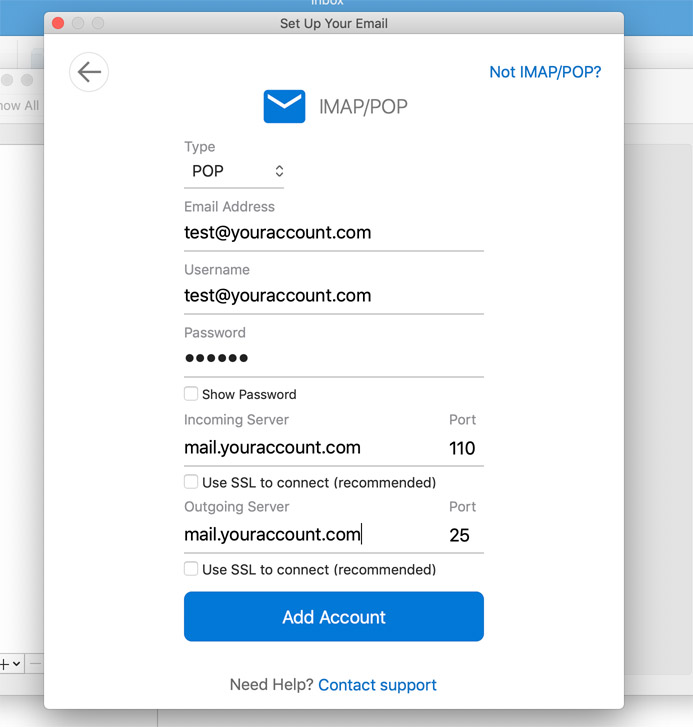 Inbox
Set Up Your Email
Not IMAP/POP?
IMAP/POP
Type
POP
Email Address
test@youraccount.com
Username
test@youraccount.com
Password
●●●●●●
Show Password
Incoming Server Port
mail.youraccount.com 110
Use SSL to connect (recommended)
Outgoing Server Port
mail.youraccount.com 25
Use SSL to connect (recommended)
Add Account
Need Help? Contact support
how All